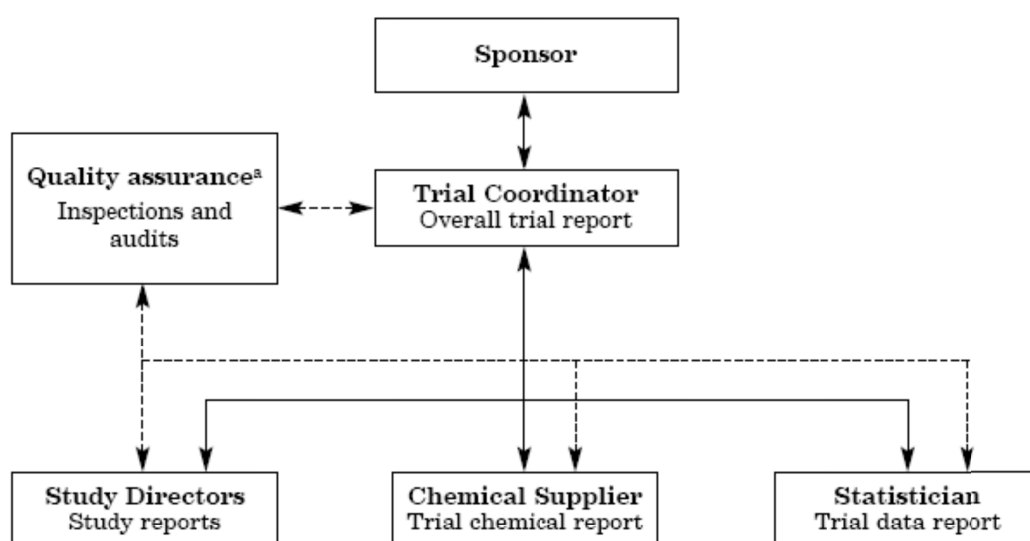 Sponsor
Quality assuranceᵃ
Inspections and
audits
Trial Coordinator
Overall trial report
Study Directors
Study reports
Chemical Supplier
Trial chemical report
Statistician
Trial data report